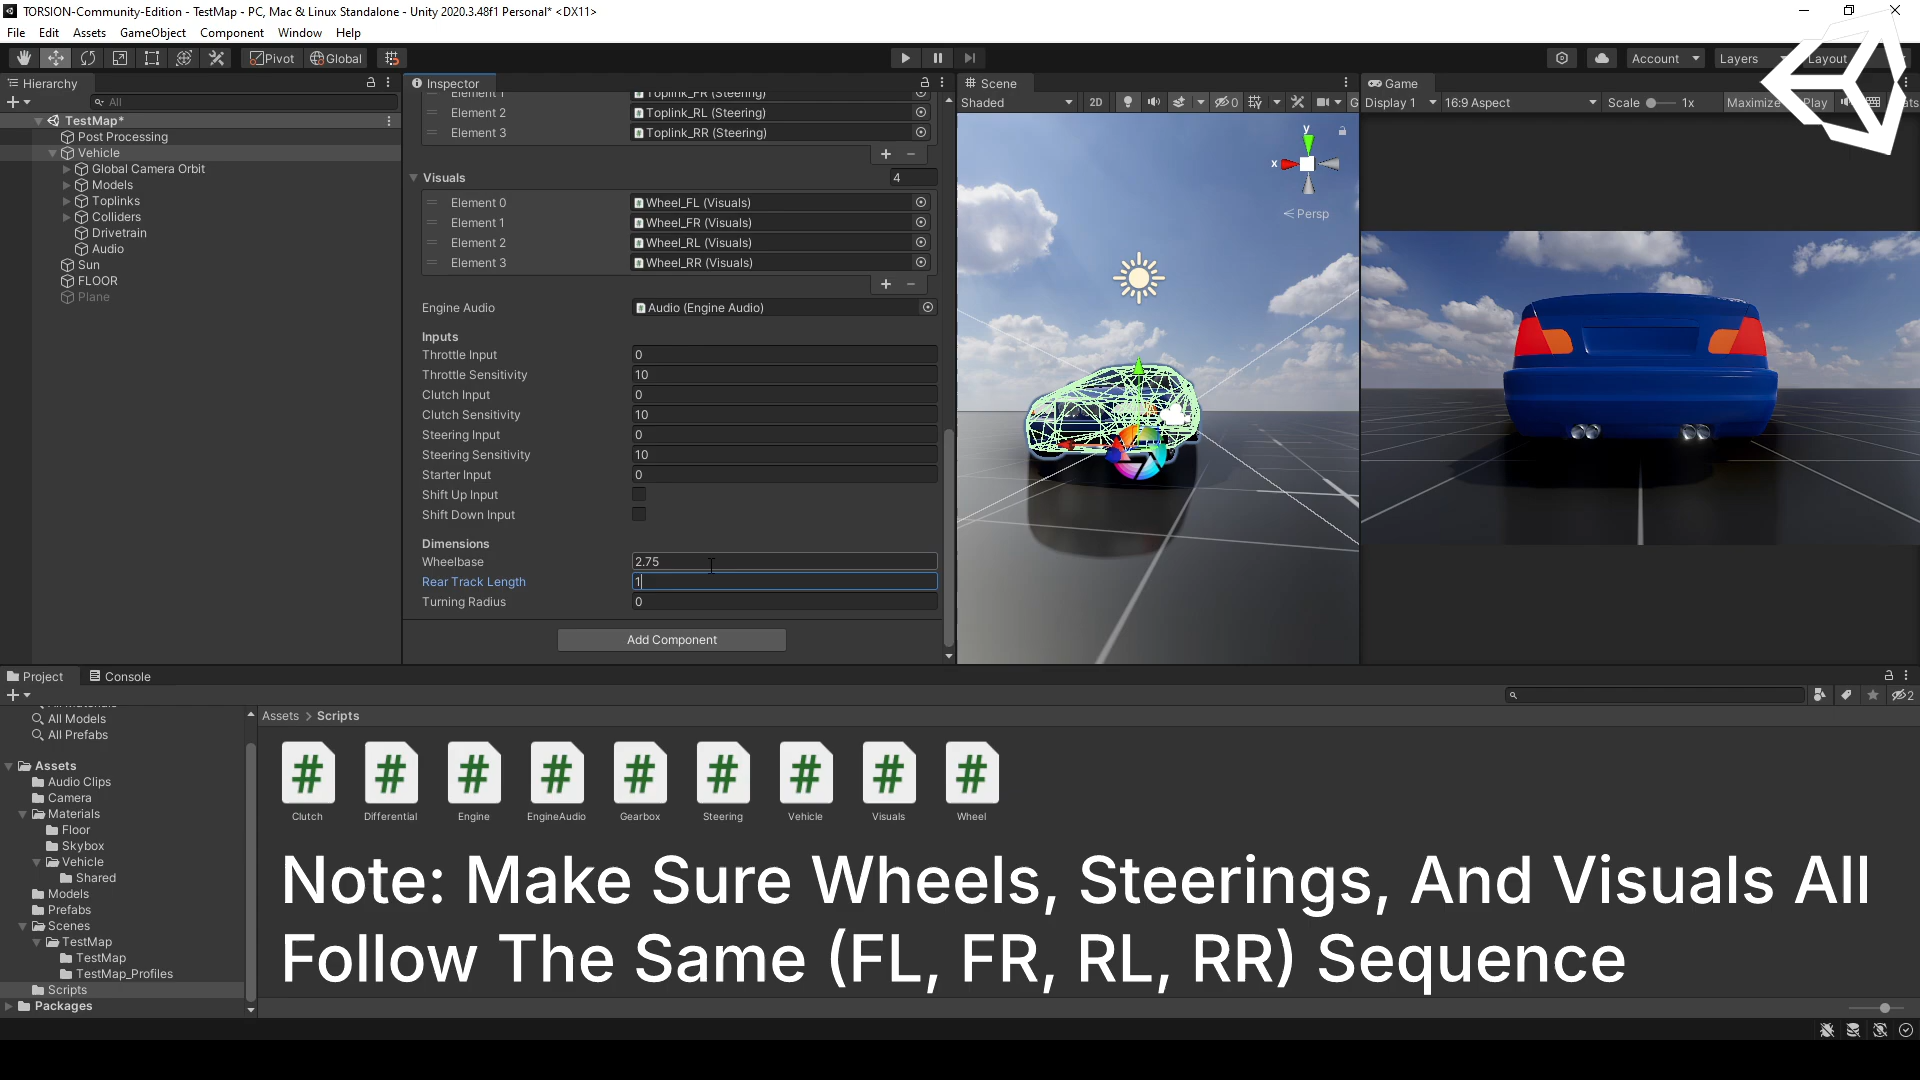 TORSION-Community-Edition - TestMap - PC, Mac & Linux Standalone - Unity 2020.3.48f1 Personal* <DX11>
File Edit Assets GameObject Component Window Help
Pivot Global Account Layers Layout
Hierarchy
All
TestMap*
Post Processing
Vehicle
Global Camera Orbit
Models
Toplinks
Colliders
Drivetrain
Audio
Sun
FLOOR
Plane
Inspector
Element 1 Toplink_FR (Steering)
Element 2 Toplink_RL (Steering)
Element 3 Toplink_RR (Steering)
Visuals 4
Element 0 Wheel_FL (Visuals)
Element 1 Wheel_FR (Visuals)
Element 2 Wheel_RL (Visuals)
Element 3 Wheel_RR (Visuals)
Engine Audio Audio (Engine Audio)
Inputs
Throttle Input 0
Throttle Sensitivity 10
Clutch Input 0
Clutch Sensitivity 10
Steering Input 0
Steering Sensitivity 10
Starter Input 0
Shift Up Input
Shift Down Input
Dimensions
Wheelbase 2.75
Rear Track Length 1
Turning Radius 0
Add Component
Scene
Shaded 2D 0 G
y
x
Persp
Game
Display 1 16:9 Aspect Scale 1x Maximize Play
Project Console
2
All Models
All Prefabs
Assets
Audio Clips
Camera
Materials
Floor
Skybox
Vehicle
Shared
Models
Prefabs
Scenes
TestMap
TestMap
TestMap_Profiles
Scripts
Packages
Assets > Scripts
Clutch Differential Engine EngineAudio Gearbox Steering Vehicle Visuals Wheel
Note: Make Sure Wheels, Steerings, And Visuals All
Follow The Same (FL, FR, RL, RR) Sequence